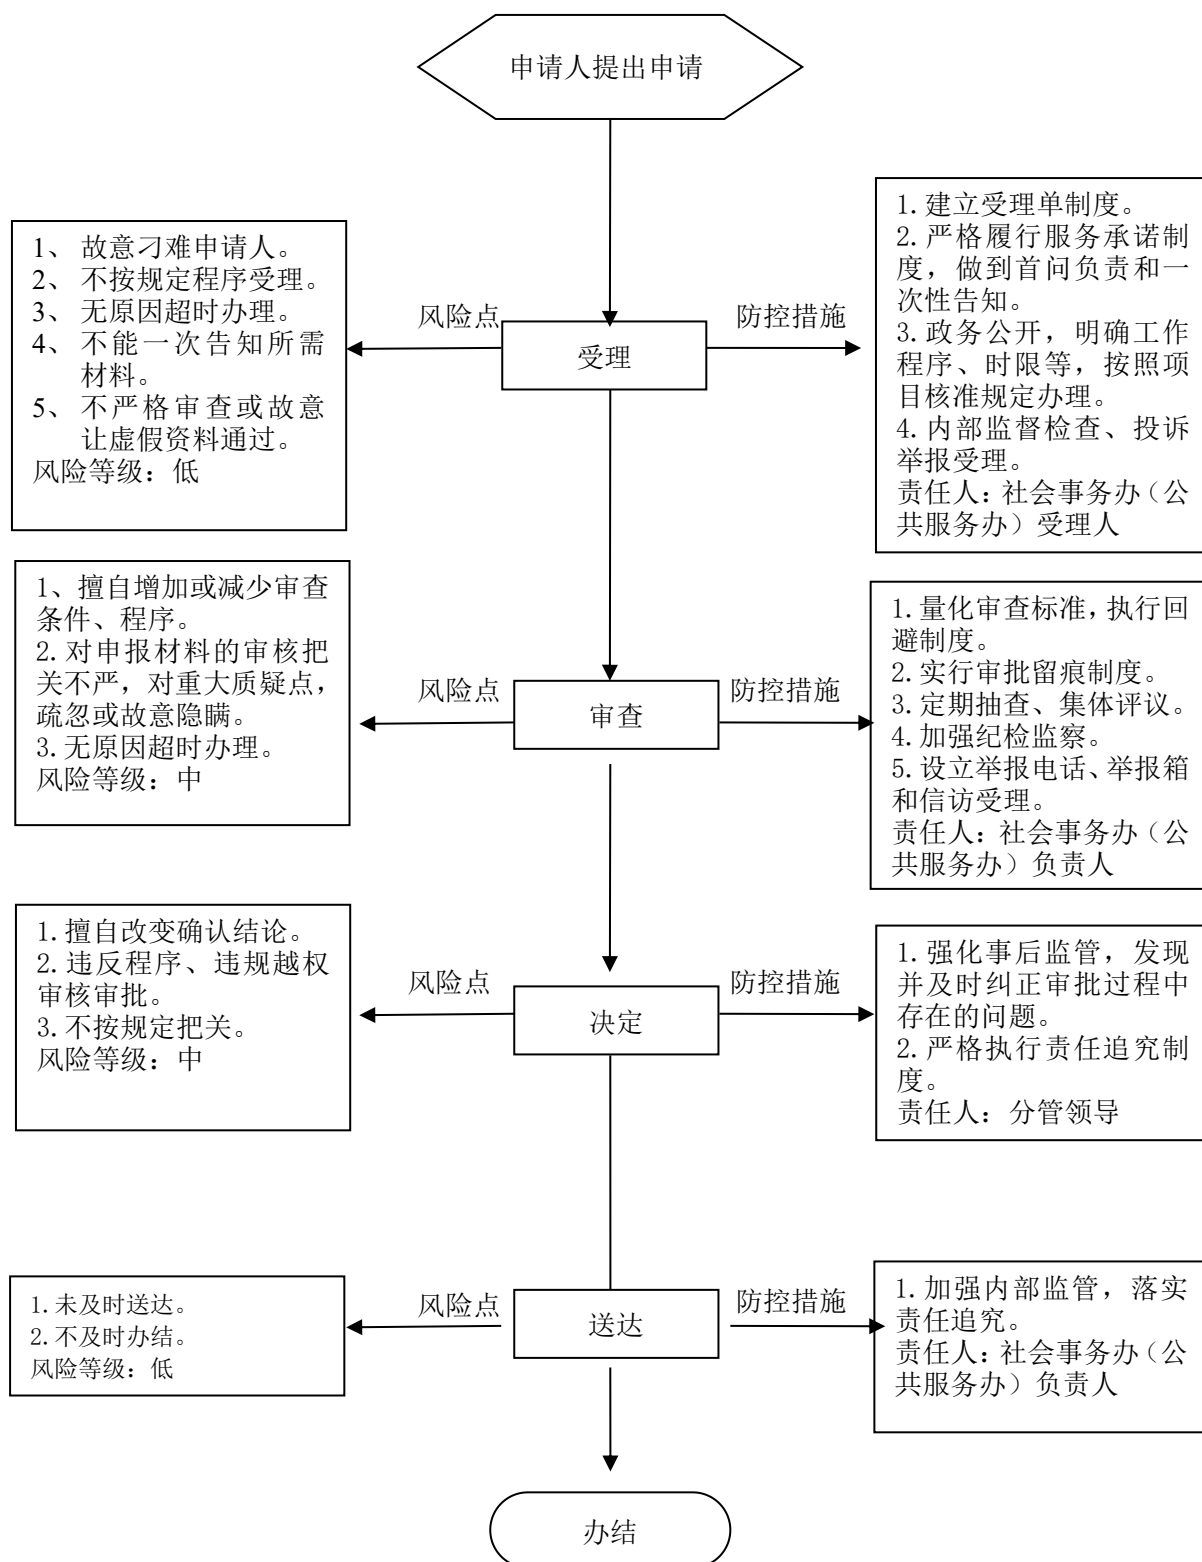 申请人提出申请
1、 故意刁难申请人。
2、 不按规定程序受理。
3、 无原因超时办理。
4、 不能一次告知所需
材料。
5、 不严格审查或故意
让虚假资料通过。
风险等级：低
风险点
受理
防控措施
1.建立受理单制度。
2.严格履行服务承诺制
度，做到首问负责和一
次性告知。
3.政务公开，明确工作
程序、时限等，按照项
目核准规定办理。
4.内部监督检查、投诉
举报受理。
责任人：社会事务办（公
共服务办）受理人
1、擅自增加或减少审查
条件、程序。
2.对申报材料的审核把
关不严，对重大质疑点，
疏忽或故意隐瞒。
3.无原因超时办理。
风险等级：中
风险点
审查
防控措施
1.量化审查标准，执行回
避制度。
2.实行审批留痕制度。
3.定期抽查、集体评议。
4.加强纪检监察。
5.设立举报电话、举报箱
和信访受理。
责任人：社会事务办（公
共服务办）负责人
1.擅自改变确认结论。
2.违反程序、违规越权
审核审批。
3.不按规定把关。
风险等级：中
风险点
决定
防控措施
1.强化事后监管，发现
并及时纠正审批过程中
存在的问题。
2.严格执行责任追究制
度。
责任人：分管领导
1.未及时送达。
2.不及时办结。
风险等级：低
风险点
送达
防控措施
1.加强内部监管，落实
责任追究。
责任人：社会事务办（公
共服务办）负责人
办结